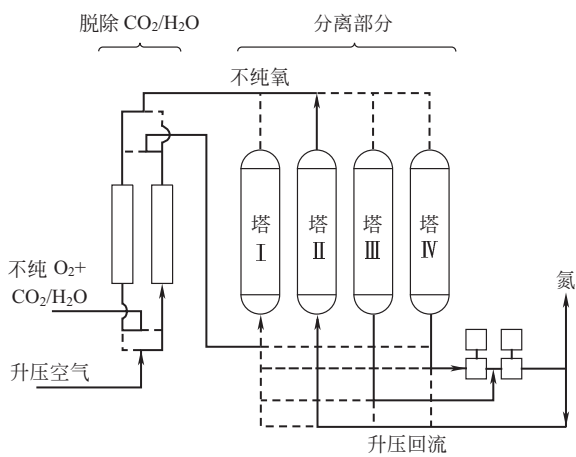 脱除 CO₂/H₂O
分离部分
不纯氧
塔
Ⅰ
塔
Ⅱ
塔
Ⅲ
塔
Ⅳ
不纯 O₂+
CO₂/H₂O
氮
升压空气
升压回流